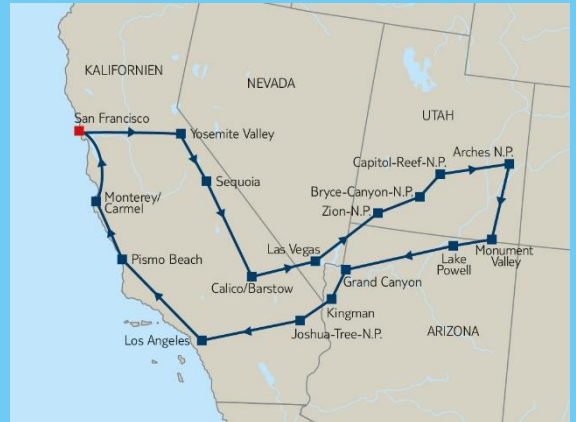 KALIFORNIEN
NEVADA
UTAH
San Francisco
Yosemite Valley
Arches N.P.
Capitol-Reef-N.P.
Sequoia
Bryce-Canyon-N.P.
Monterey/
Carmel
Zion-N.P.
Las Vegas
Pismo Beach
Lake
Powell
Monument
Valley
Calico/Barstow
Grand Canyon
Kingman
ARIZONA
Joshua-Tree-N.P.
Los Angeles